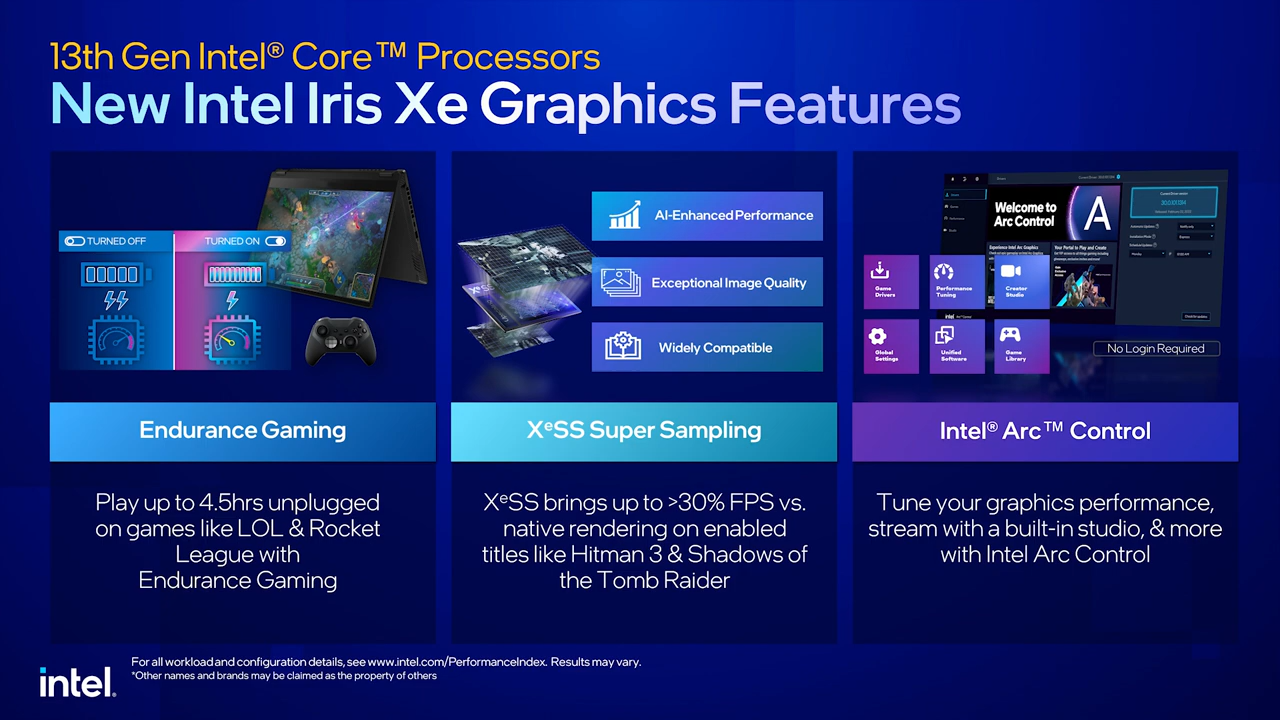 13th Gen Intel® Core™ Processors
New Intel Iris Xe Graphics Features
TURNED OFF
TURNED ON
Endurance Gaming
Play up to 4.5hrs unplugged
on games like LOL & Rocket
League with
Endurance Gaming
AI-Enhanced Performance
Exceptional Image Quality
Widely Compatible
XᵉSS Super Sampling
XᵉSS brings up to >30% FPS vs.
native rendering on enabled
titles like Hitman 3 & Shadows of
the Tomb Raider
Welcome to
Arc Control
A
Your Portal to Play and Create
Game
Drivers
Performance
Tuning
Creator
Studio
Global
Settings
Unified
Software
Game
Library
No Login Required
Intel® Arc™ Control
Tune your graphics performance,
stream with a built-in studio, & more
with Intel Arc Control
intel.
For all workload and configuration details, see www.intel.com/PerformanceIndex. Results may vary.
*Other names and brands may be claimed as the property of others